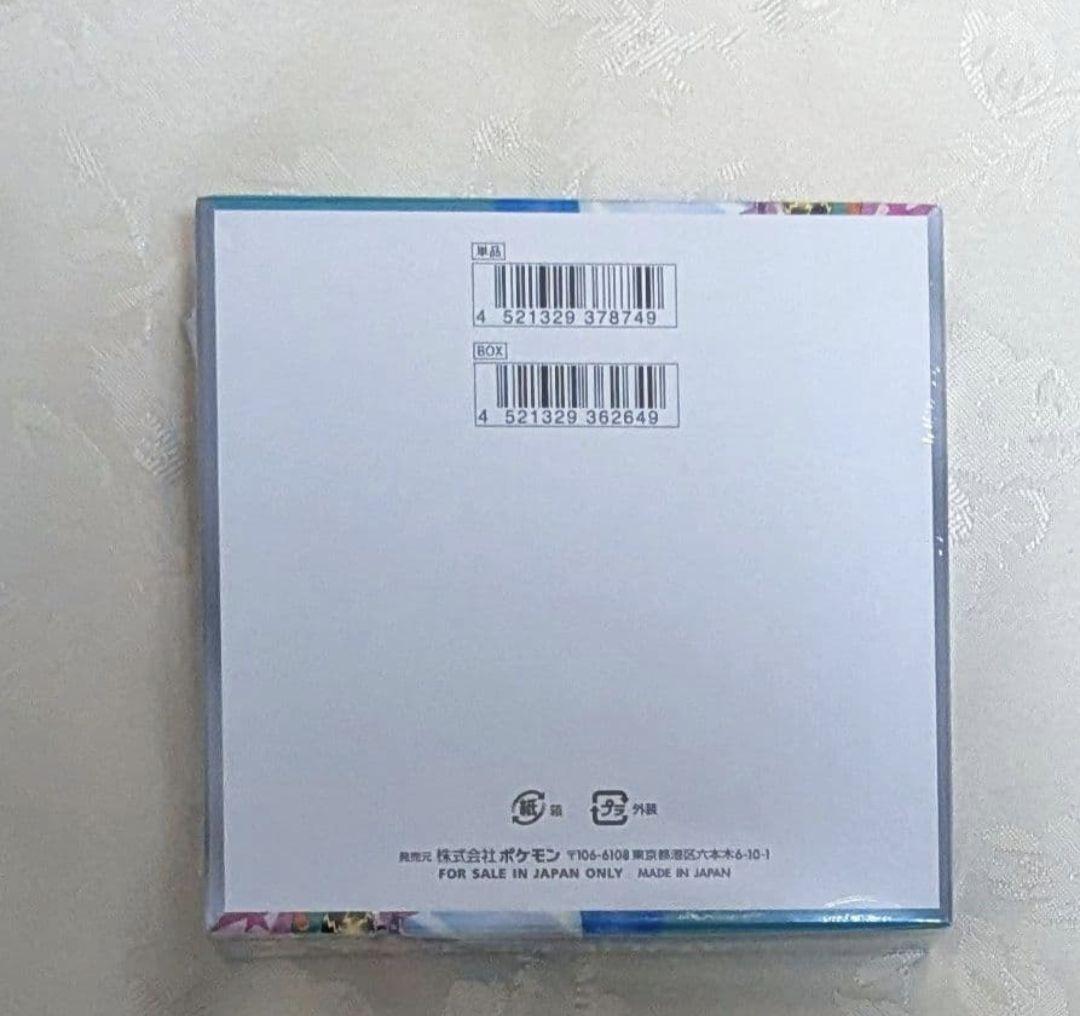 単品
4 521329 378749
BOX
4 521329 362649
紙 箱 プラ 外装
発売元 株式会社ポケモン 〒106-6108 東京都港区六本木6-10-1
FOR SALE IN JAPAN ONLY MADE IN JAPAN